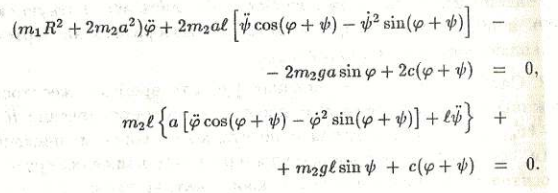 (m₁R² + 2m₂a²)φ̈ + 2m₂aℓ [ψ̈ cos(φ + ψ) − ψ̇² sin(φ + ψ)] −
− 2m₂ga sin φ + 2c(φ + ψ) = 0,
m₂ℓ {a [φ̈ cos(φ + ψ) − φ̇² sin(φ + ψ)] + ℓψ̈} +
+ m₂gℓ sin ψ + c(φ + ψ) = 0.